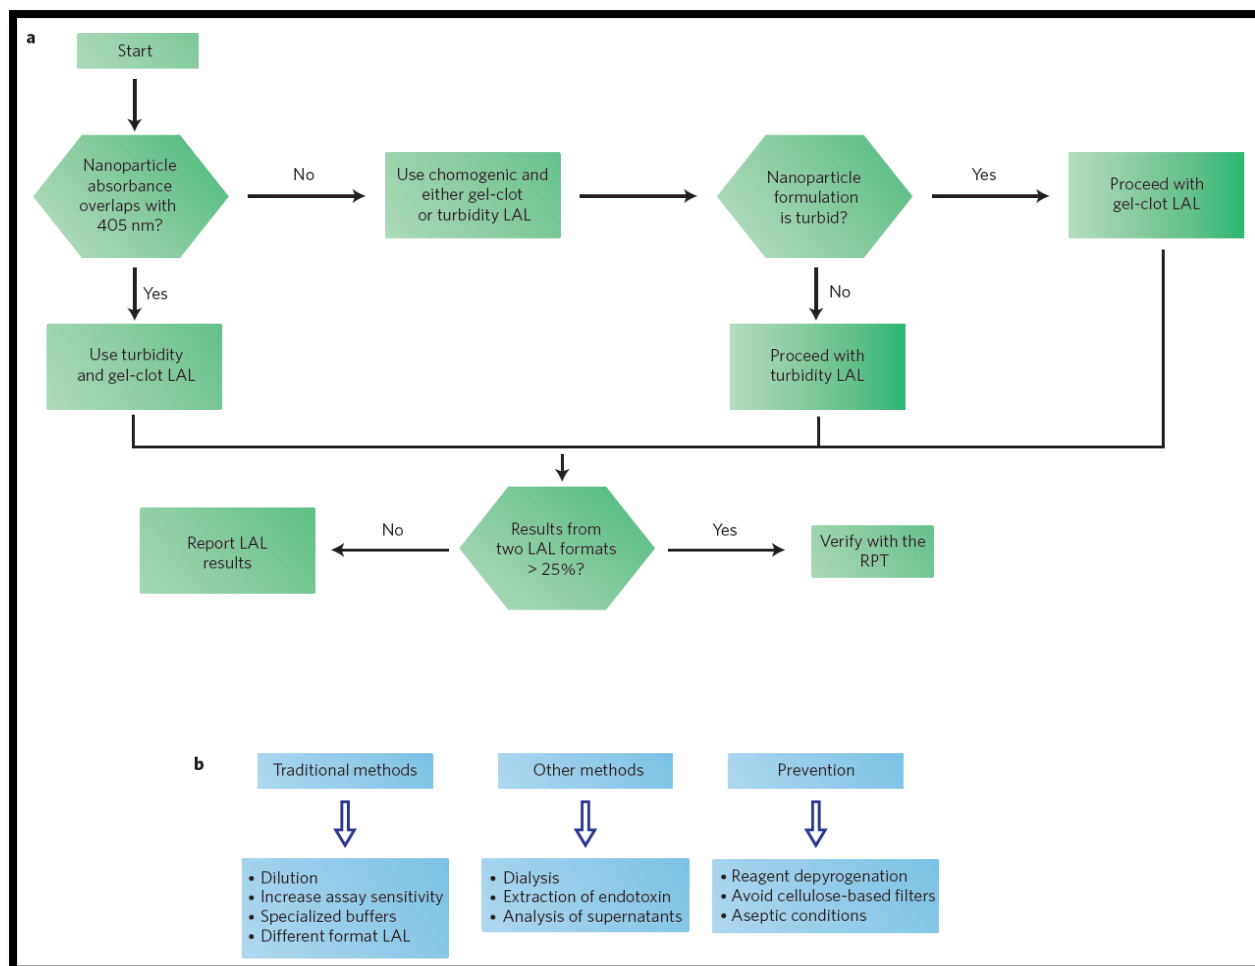 a
Start
Nanoparticle
absorbance
overlaps with
405 nm?
No
Use chomogenic and
either gel-clot
or turbidity LAL
Nanoparticle
formulation
is turbid?
Yes
Proceed with
gel-clot LAL
Yes
No
Use turbidity
and gel-clot LAL
Proceed with
turbidity LAL
Results from
two LAL formats
> 25%?
No
Report LAL
results
Yes
Verify with the
RPT
b
Traditional methods
• Dilution
• Increase assay sensitivity
• Specialized buffers
• Different format LAL
Other methods
• Dialysis
• Extraction of endotoxin
• Analysis of supernatants
Prevention
• Reagent depyrogenation
• Avoid cellulose-based filters
• Aseptic conditions